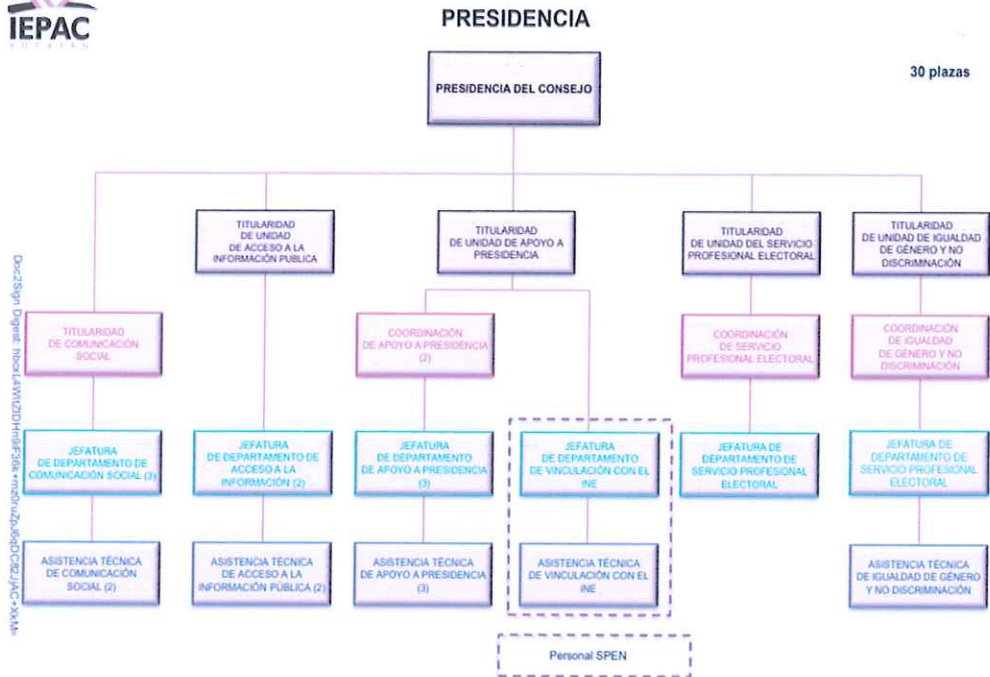 IEPAC
YUCATÁN
PRESIDENCIA
30 plazas
PRESIDENCIA DEL CONSEJO
TITULARIDAD
DE UNIDAD
DE ACCESO A LA
INFORMACIÓN PUBLICA
TITULARIDAD
DE UNIDAD DE APOYO A
PRESIDENCIA
TITULARIDAD
DE UNIDAD DEL SERVICIO
PROFESIONAL ELECTORAL
TITULARIDAD
DE UNIDAD DE IGUALDAD
DE GÉNERO Y NO
DISCRIMINACIÓN
TITULARIDAD
DE COMUNICACIÓN
SOCIAL
COORDINACIÓN
DE APOYO A PRESIDENCIA
(2)
COORDINACIÓN
DE SERVICIO
PROFESIONAL ELECTORAL
COORDINACIÓN
DE IGUALDAD
DE GÉNERO Y NO
DISCRIMINACIÓN
JEFATURA
DE DEPARTAMENTO DE
COMUNICACIÓN SOCIAL (3)
JEFATURA
DE DEPARTAMENTO DE
ACCESO A LA
INFORMACIÓN (2)
JEFATURA
DE DEPARTAMENTO
DE APOYO A PRESIDENCIA
(3)
JEFATURA
DE DEPARTAMENTO
DE VINCULACIÓN CON EL
INE
JEFATURA DE
DEPARTAMENTO DE
SERVICIO PROFESIONAL
ELECTORAL
JEFATURA DE
DEPARTAMENTO DE
SERVICIO PROFESIONAL
ELECTORAL
ASISTENCIA TÉCNICA
DE COMUNICACIÓN
SOCIAL (2)
ASISTENCIA TÉCNICA
DE ACCESO A LA
INFORMACIÓN PÚBLICA (2)
ASISTENCIA TÉCNICA
DE APOYO A PRESIDENCIA
(3)
ASISTENCIA TÉCNICA
DE VINCULACIÓN CON EL
INE
ASISTENCIA TÉCNICA
DE IGUALDAD DE GÉNERO
Y NO DISCRIMINACIÓN
Personal SPEN
Doc2Sign Digest: